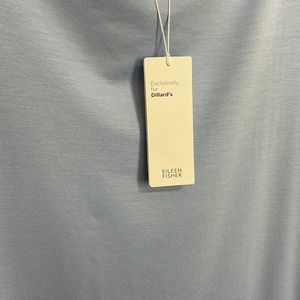 Exclusively
for
Dillard's
EILEEN
FISHER